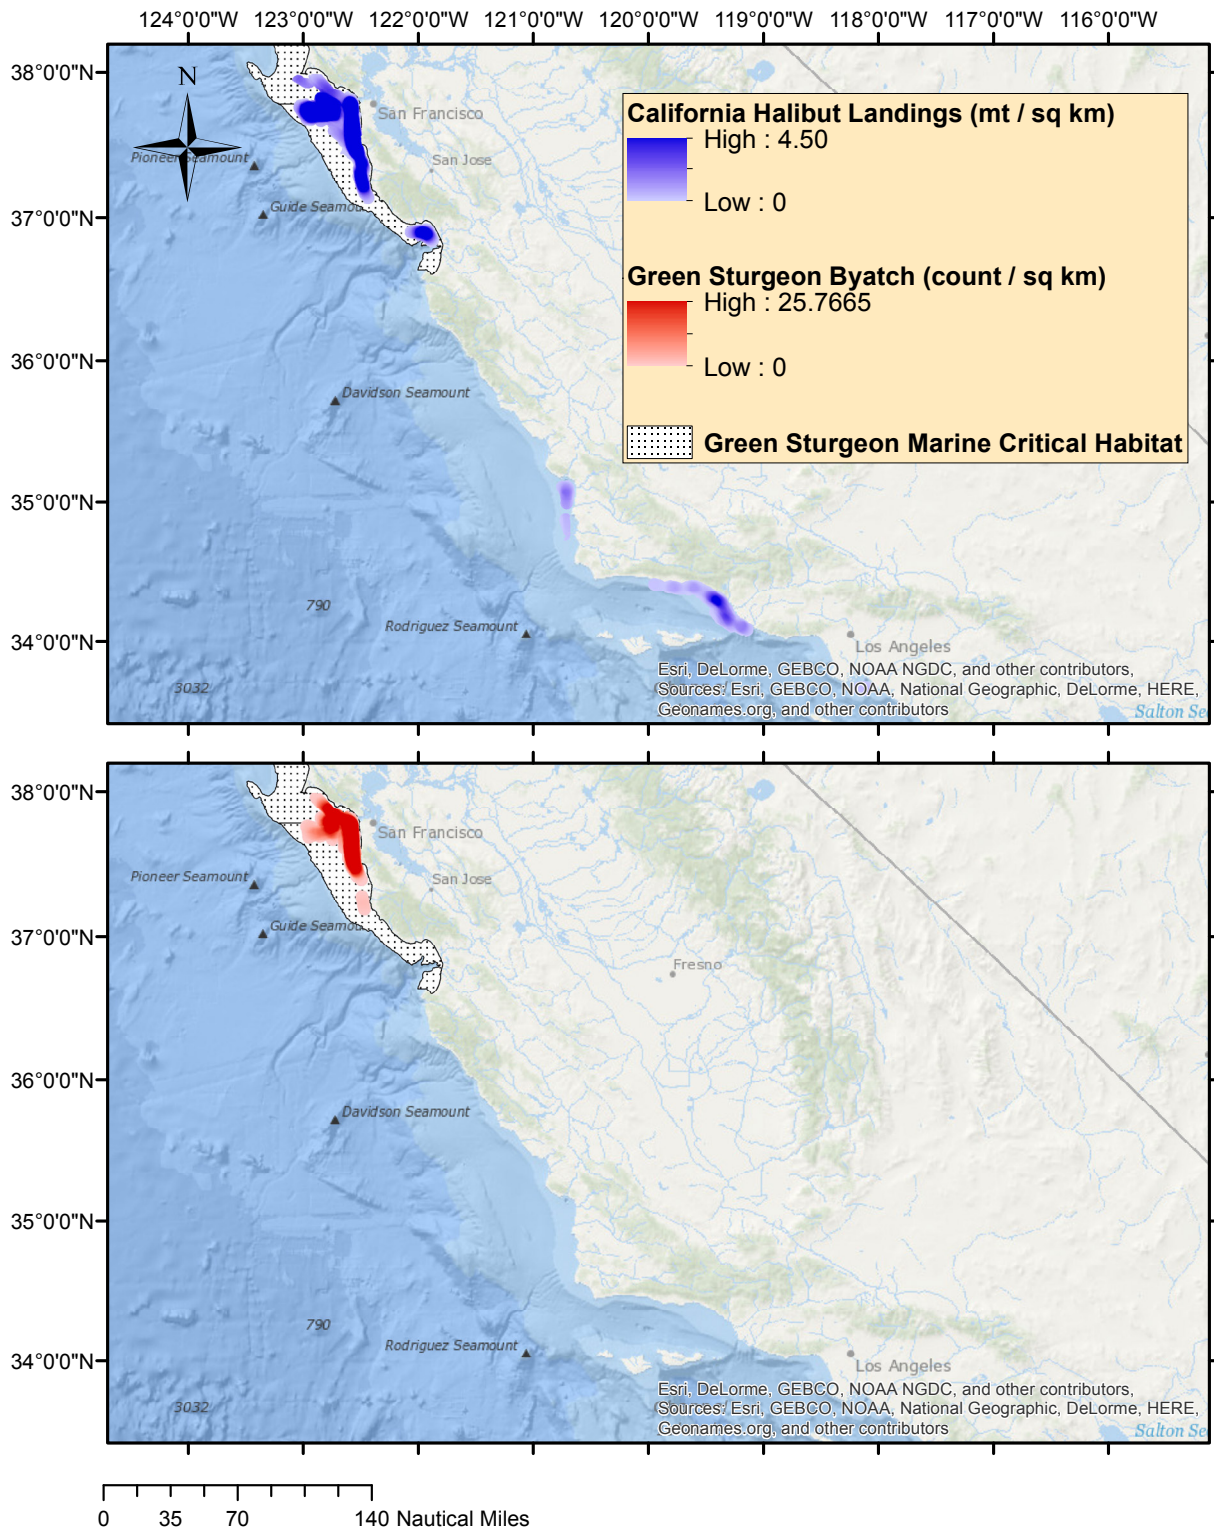 124°0'0"W 123°0'0"W 122°0'0"W 121°0'0"W 120°0'0"W 119°0'0"W 118°0'0"W 117°0'0"W 116°0'0"W
38°0'0"N
N
San Francisco
California Halibut Landings (mt / sq km)
High : 4.50
Low : 0
Pioneer Seamount
San Jose
Guide Seamou
37°0'0"N
Green Sturgeon Byatch (count / sq km)
High : 25.7665
Low : 0
36°0'0"N
Davidson Seamount
Green Sturgeon Marine Critical Habitat
35°0'0"N
790
Rodriguez Seamount
34°0'0"N
Los Angeles
3032
Esri, DeLorme, GEBCO, NOAA NGDC, and other contributors,
Sources: Esri, GEBCO, NOAA, National Geographic, DeLorme, HERE,
Geonames.org, and other contributors
Salton Se
38°0'0"N
San Francisco
Pioneer Seamount
San Jose
Guide Seamou
37°0'0"N
Fresno
36°0'0"N
Davidson Seamount
35°0'0"N
790
Rodriguez Seamount
34°0'0"N
Los Angeles
3032
Esri, DeLorme, GEBCO, NOAA NGDC, and other contributors,
Sources: Esri, GEBCO, NOAA, National Geographic, DeLorme, HERE,
Geonames.org, and other contributors
Salton Se
0 35 70 140 Nautical Miles